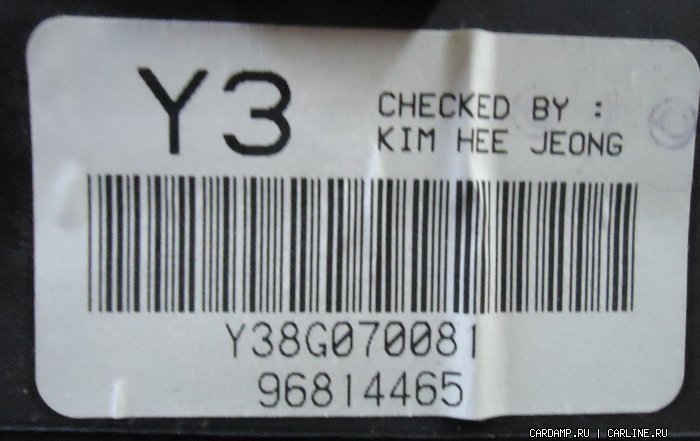 Y3
CHECKED BY :
KIM HEE JEONG
Y38G070081
96814465
CARDAMP.RU | CARLINE.RU